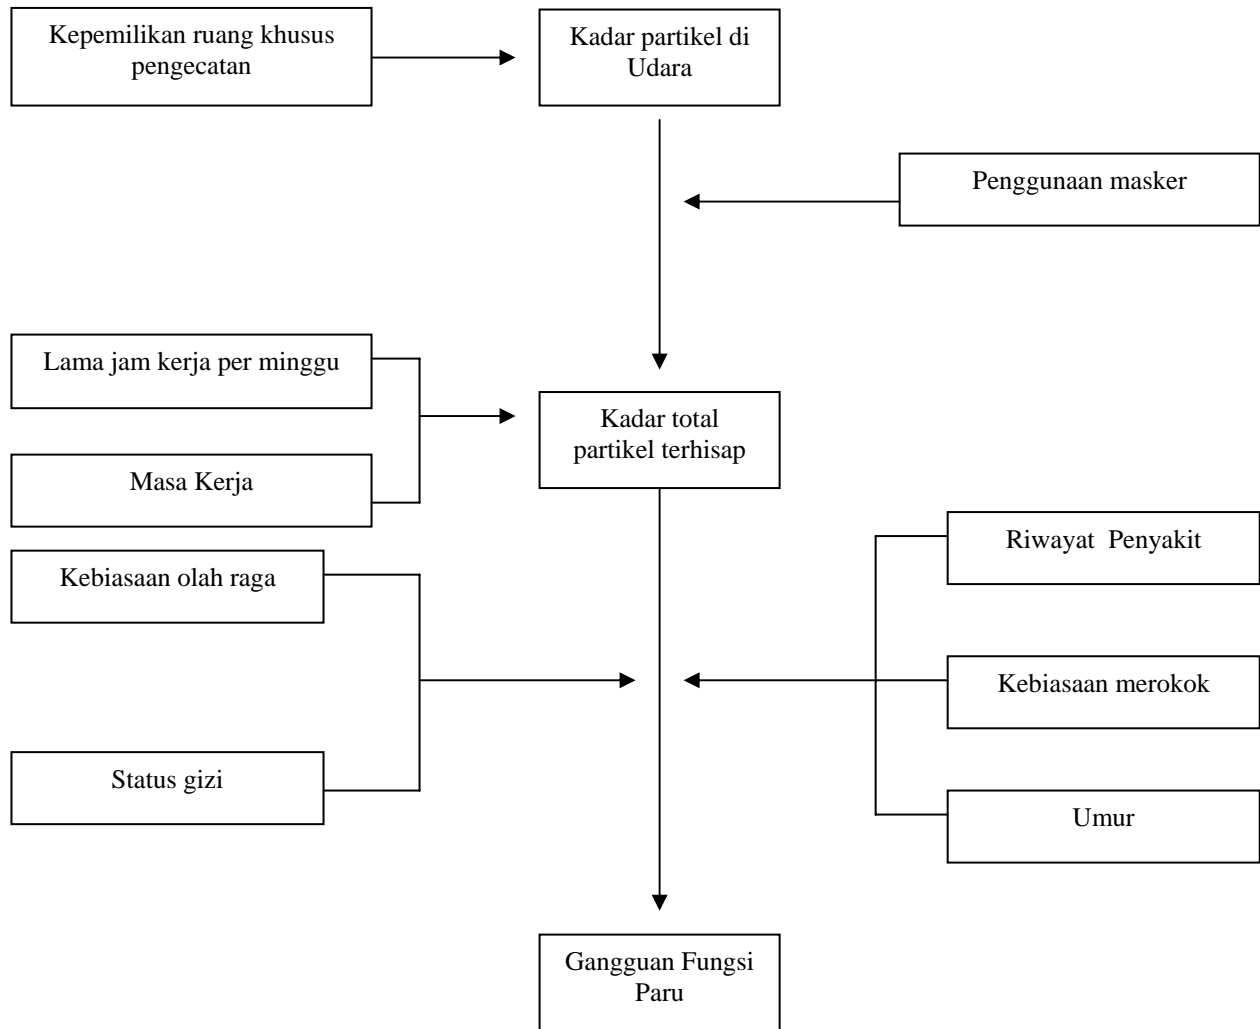 Kepemilikan ruang khusus
pengecatan
Kadar partikel di
Udara
Penggunaan masker
Lama jam kerja per minggu
Kadar total
partikel terhisap
Masa Kerja
Riwayat Penyakit
Kebiasaan olah raga
Kebiasaan merokok
Status gizi
Umur
Gangguan Fungsi
Paru